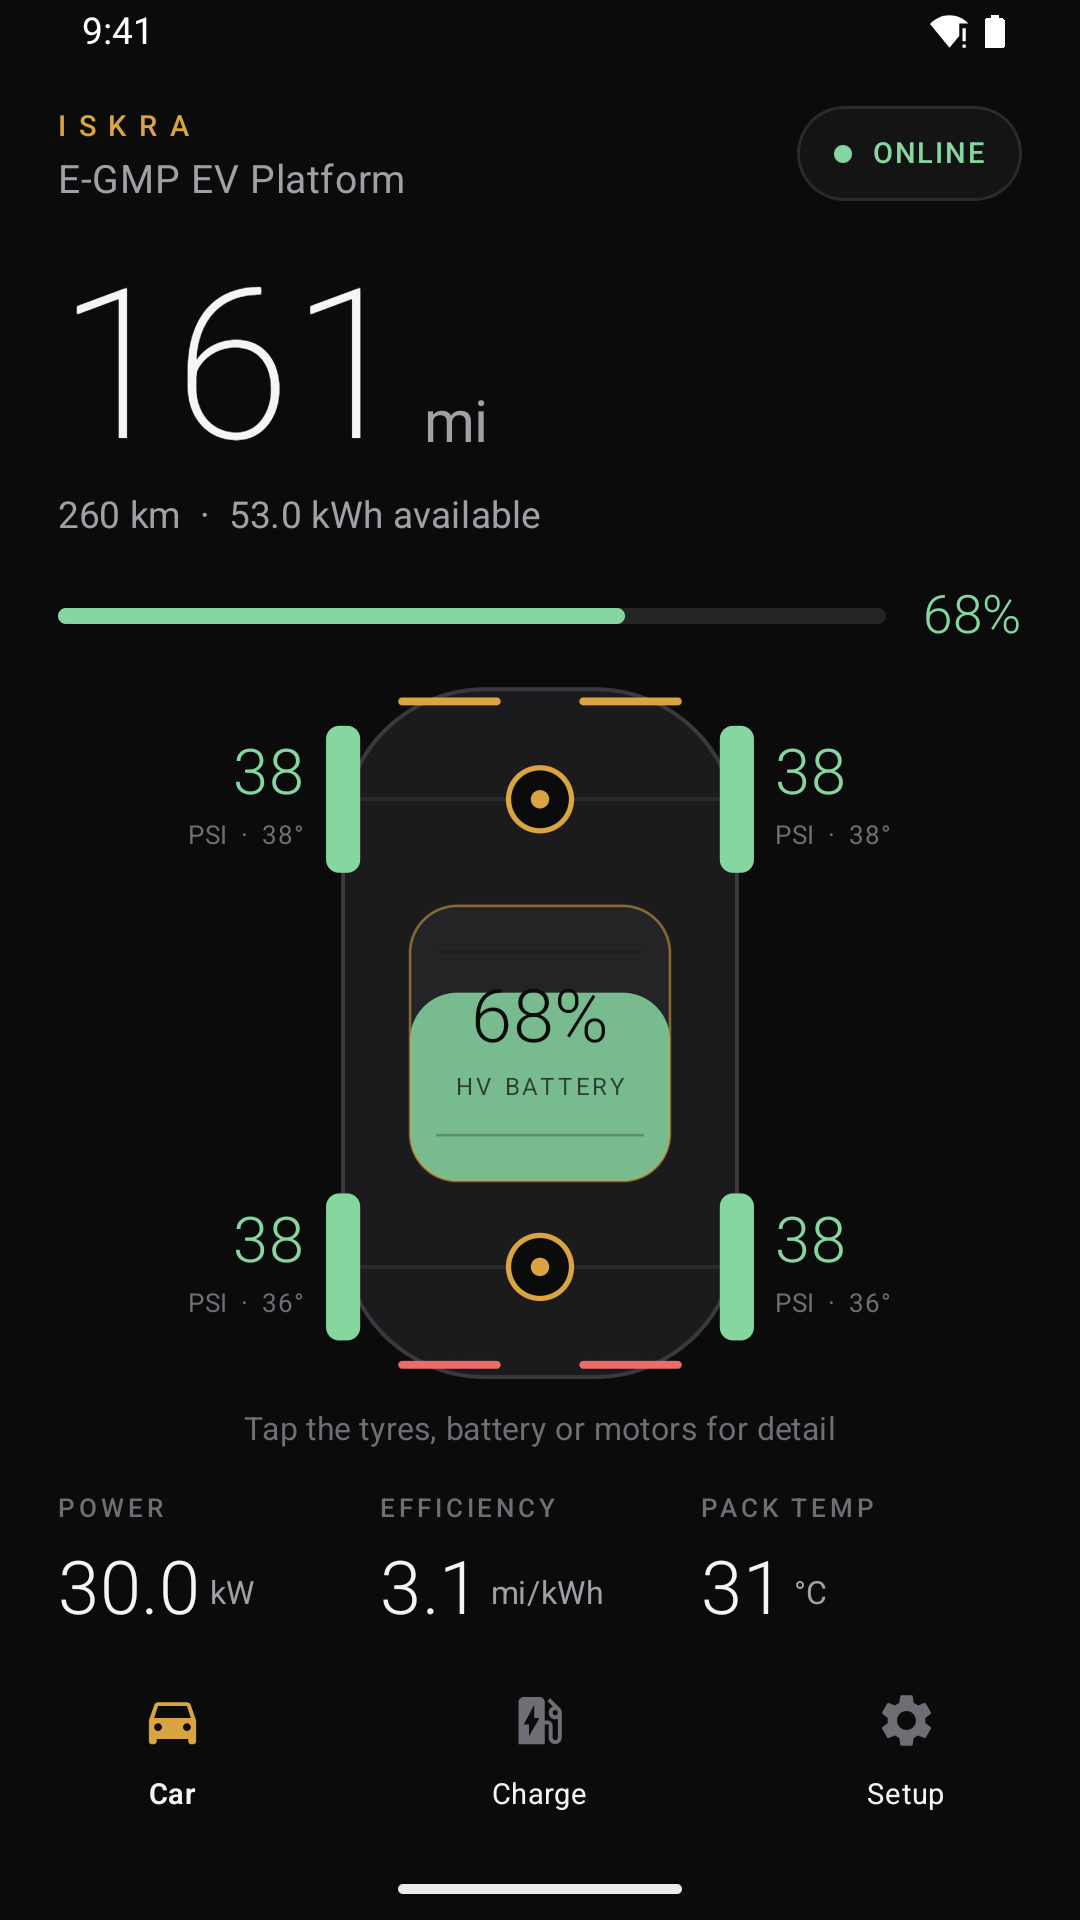 9:41
ISKRA
E-GMP EV Platform
ONLINE
161 mi
260 km · 53.0 kWh available
68%
38
PSI · 38°
38
PSI · 38°
68%
HV BATTERY
38
PSI · 36°
38
PSI · 36°
Tap the tyres, battery or motors for detail
POWER
30.0 kW
EFFICIENCY
3.1 mi/kWh
PACK TEMP
31 °C
Car
Charge
Setup